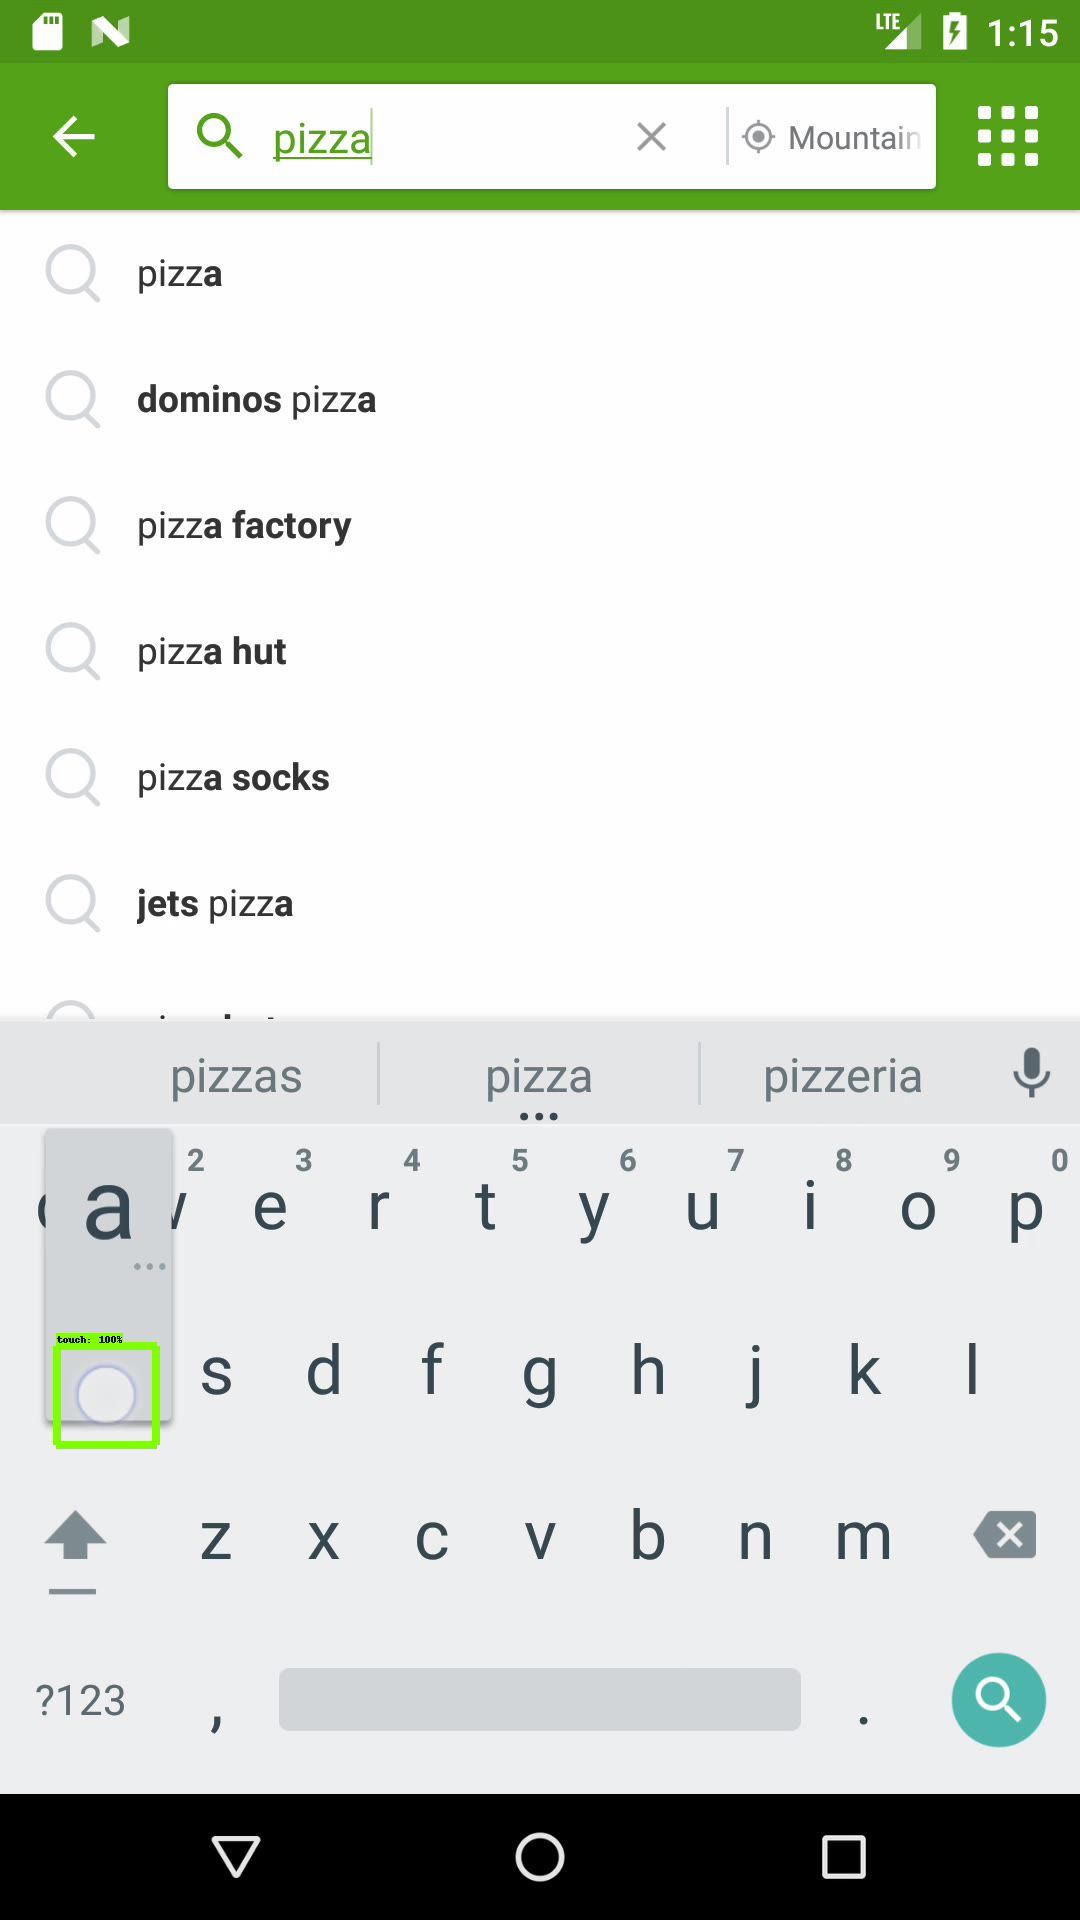 LTE 1:15
pizza Mountain
pizza
dominos pizza
pizza factory
pizza hut
pizza socks
jets pizza
pizzas pizza pizzeria
2 3 4 5 6 7 8 9 0
a e r t y u i o p
touch: 100%
s d f g h j k l
z x c v b n m
?123 , .